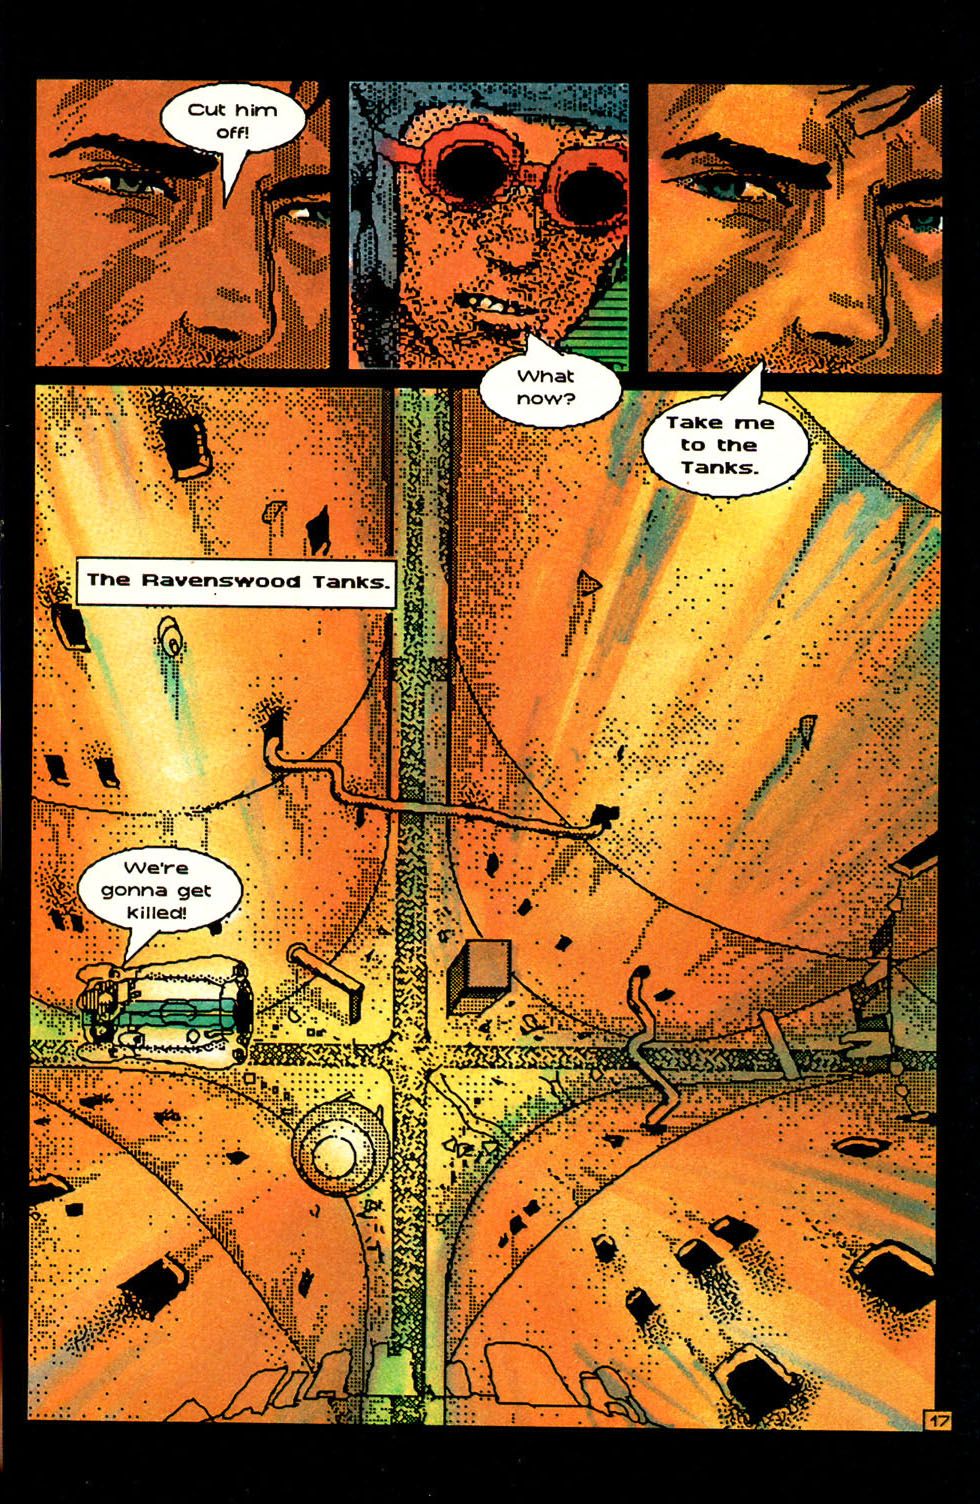 Cut him
off!
What
now?
Take me
to the
Tanks.
The Ravenswood Tanks.
We're
gonna get
killed!
17